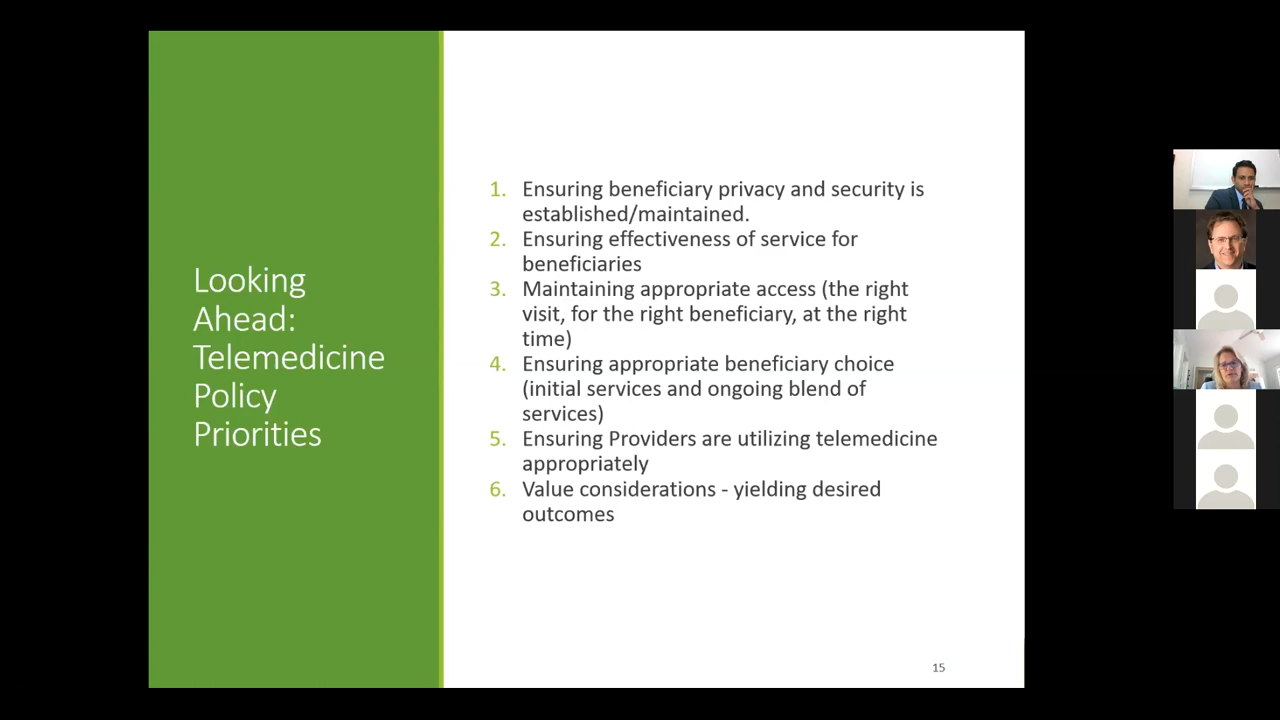 Looking
Ahead:
Telemedicine
Policy
Priorities
1. Ensuring beneficiary privacy and security is
established/maintained.
2. Ensuring effectiveness of service for
beneficiaries
3. Maintaining appropriate access (the right
visit, for the right beneficiary, at the right
time)
4. Ensuring appropriate beneficiary choice
(initial services and ongoing blend of
services)
5. Ensuring Providers are utilizing telemedicine
appropriately
6. Value considerations - yielding desired
outcomes
15